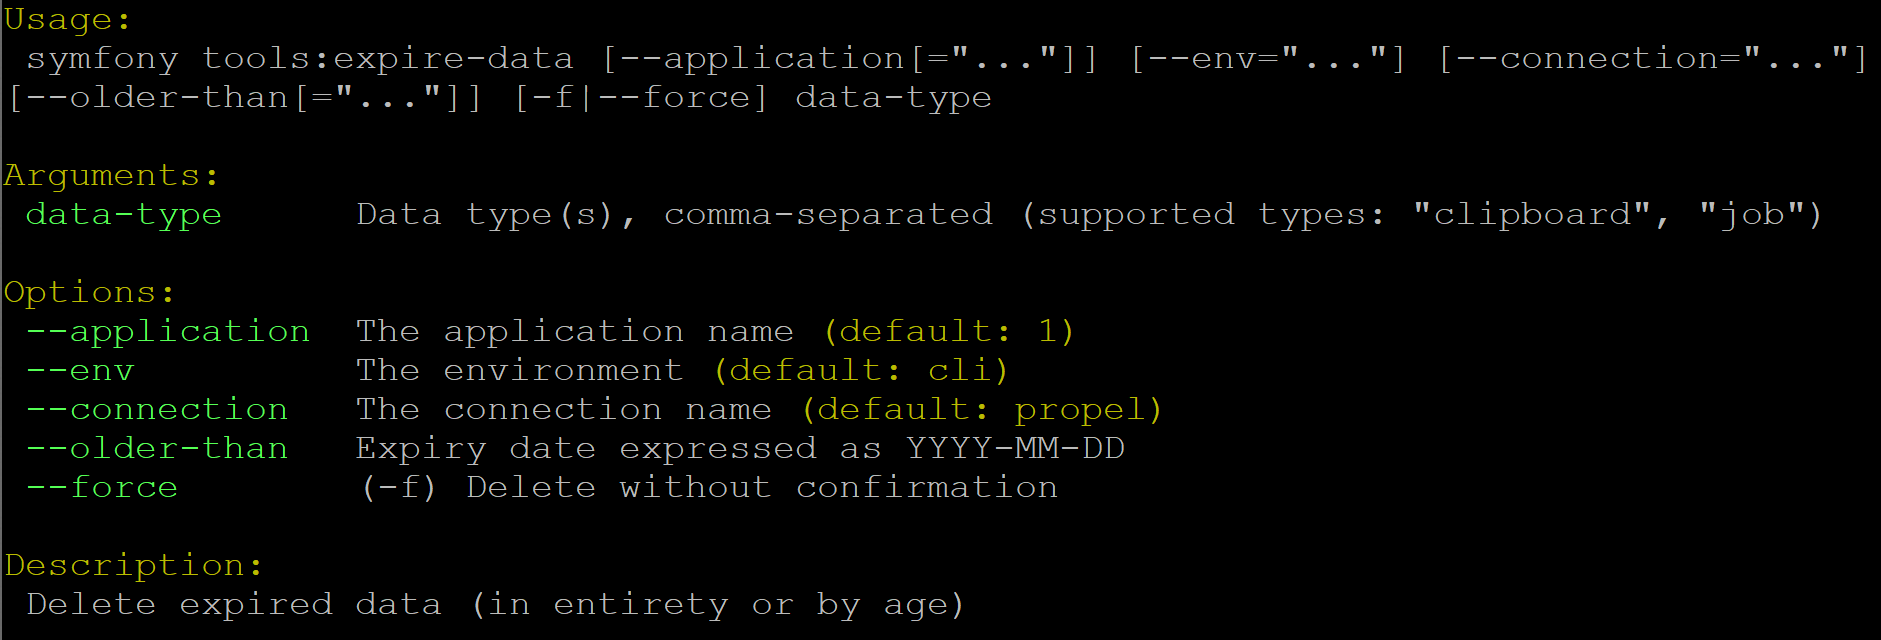 Usage:
 symfony tools:expire-data [--application[="..."]] [--env="..."] [--connection="..."]
[--older-than[="..."]] [-f|--force] data-type

Arguments:
 data-type      Data type(s), comma-separated (supported types: "clipboard", "job")

Options:
 --application  The application name (default: 1)
 --env          The environment (default: cli)
 --connection   The connection name (default: propel)
 --older-than   Expiry date expressed as YYYY-MM-DD
 --force        (-f) Delete without confirmation

Description:
 Delete expired data (in entirety or by age)